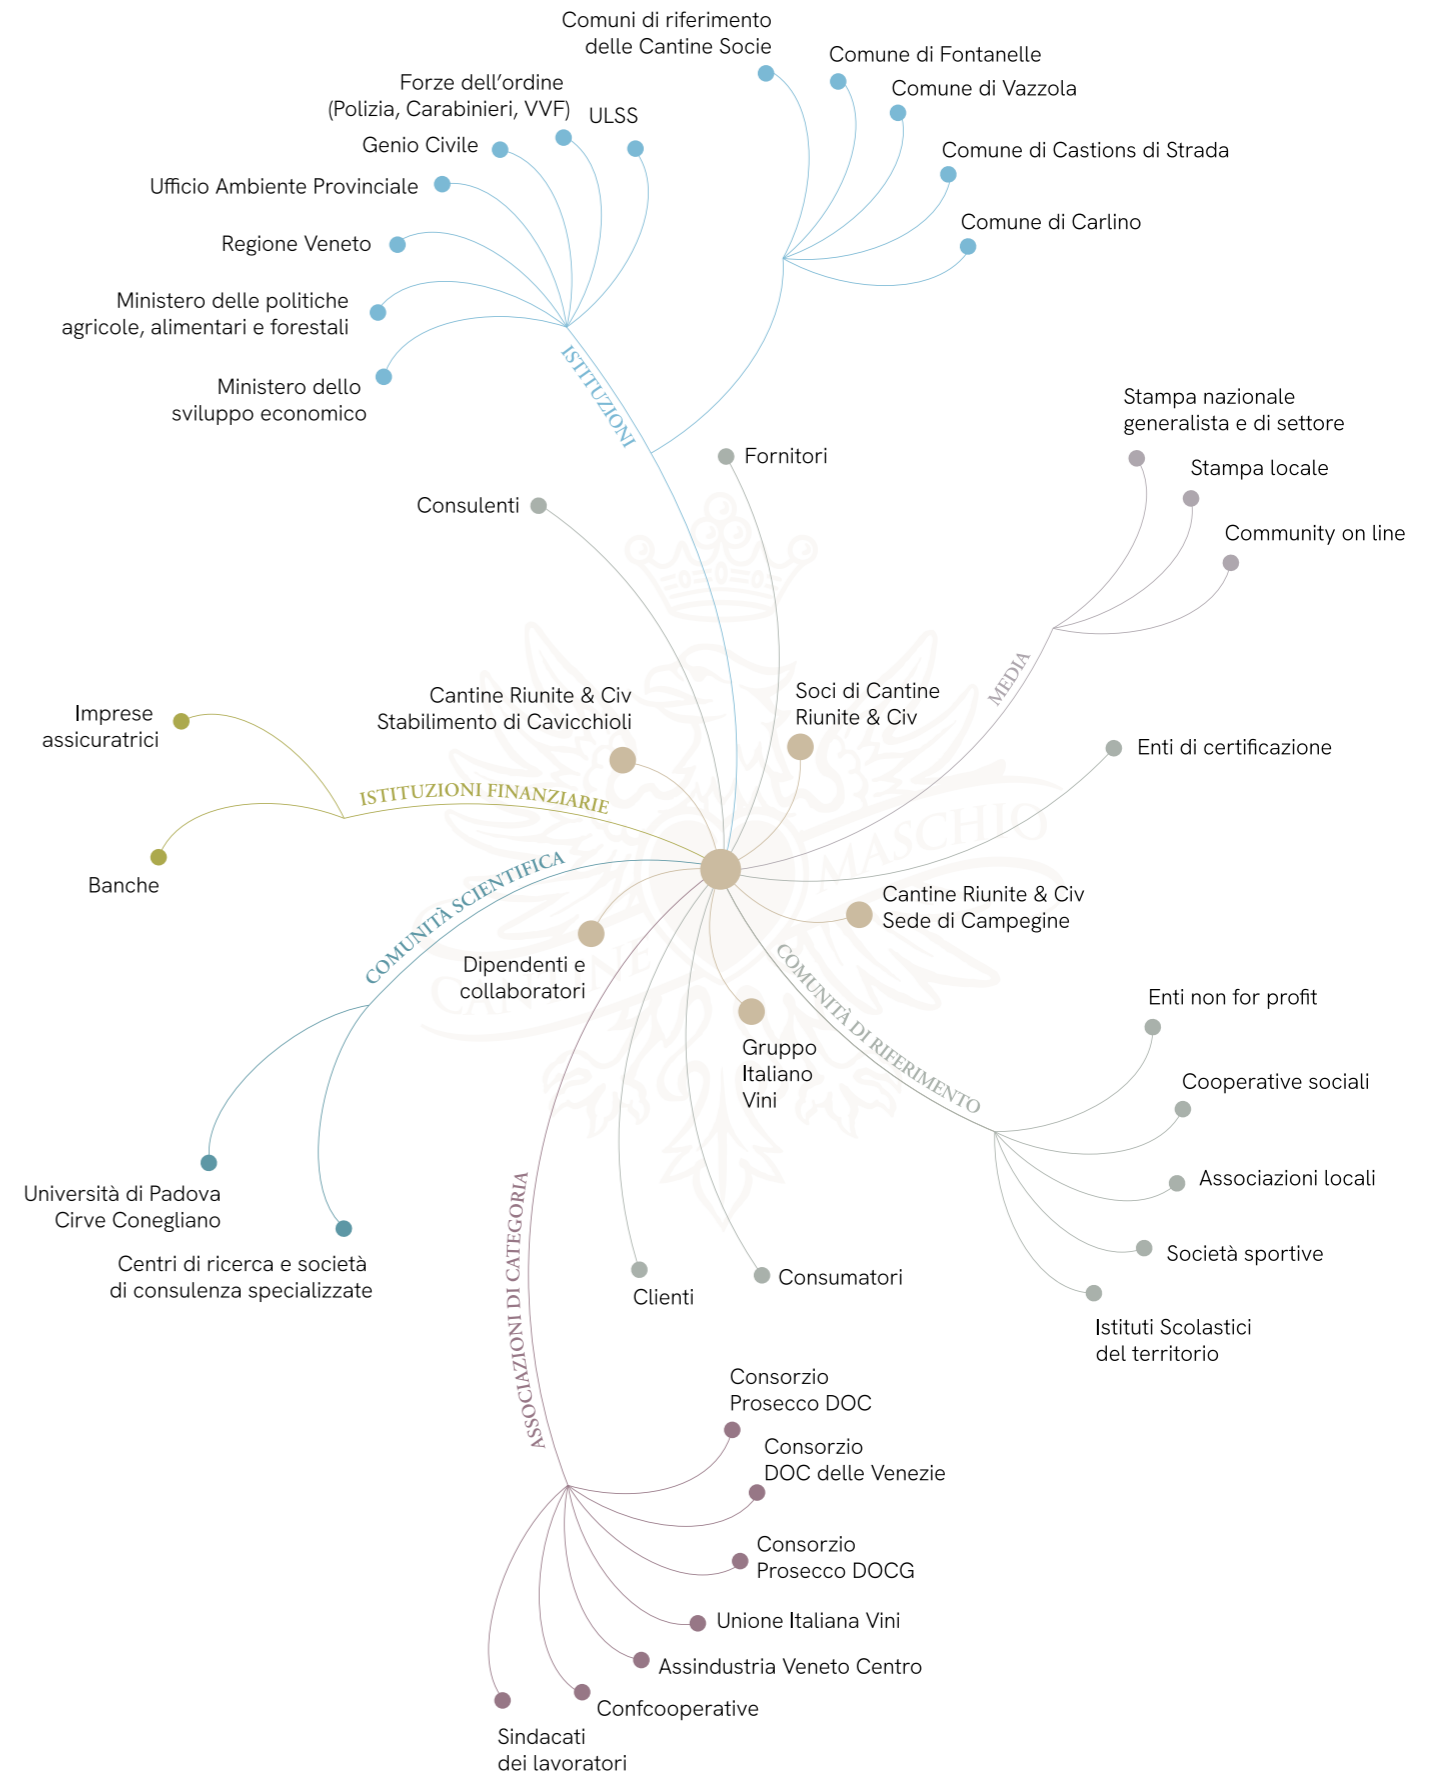 Comuni di riferimento
delle Cantine Socie
Comune di Fontanelle
Comune di Vazzola
Comune di Castions di Strada
Comune di Carlino
Forze dell'ordine
(Polizia, Carabinieri, VVF)
ULSS
Genio Civile
Ufficio Ambiente Provinciale
Regione Veneto
Ministero delle politiche
agricole, alimentari e forestali
Ministero dello
sviluppo economico
ISTITUZIONI
Stampa nazionale
generalista e di settore
Stampa locale
Community on line
MEDIA
Fornitori
Consulenti
Cantine Riunite & Civ
Stabilimento di Cavicchioli
Soci di Cantine
Riunite & Civ
Enti di certificazione
Imprese
assicuratrici
ISTITUZIONI FINANZIARIE
Banche
COMUNITÀ SCIENTIFICA
MASCHIO
CANTINE
Cantine Riunite & Civ
Sede di Campegine
Dipendenti e
collaboratori
Gruppo
Italiano
Vini
COMUNITÀ DI RIFERIMENTO
Enti non for profit
Cooperative sociali
Associazioni locali
Società sportive
Istituti Scolastici
del territorio
Università di Padova
Cirve Conegliano
Centri di ricerca e società
di consulenza specializzate
Clienti
Consumatori
ASSOCIAZIONI DI CATEGORIA
Consorzio
Prosecco DOC
Consorzio
DOC delle Venezie
Consorzio
Prosecco DOCG
Unione Italiana Vini
Assindustria Veneto Centro
Confcooperative
Sindacati
dei lavoratori